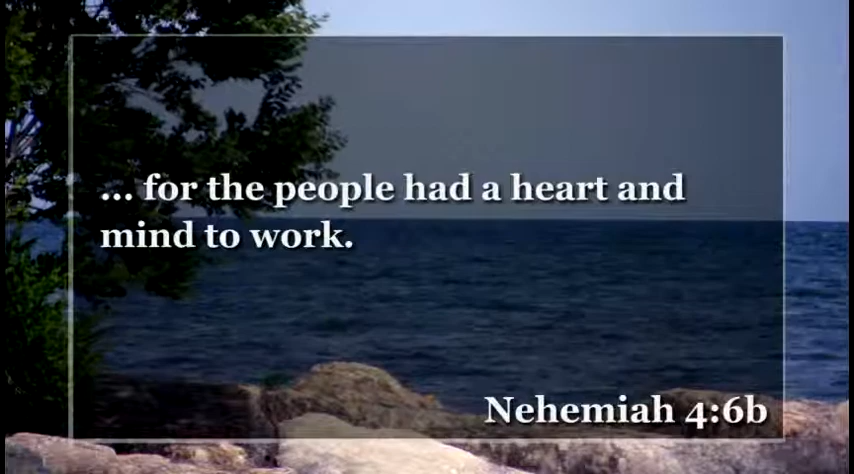 ... for the people had a heart and
mind to work.
Nehemiah 4:6b